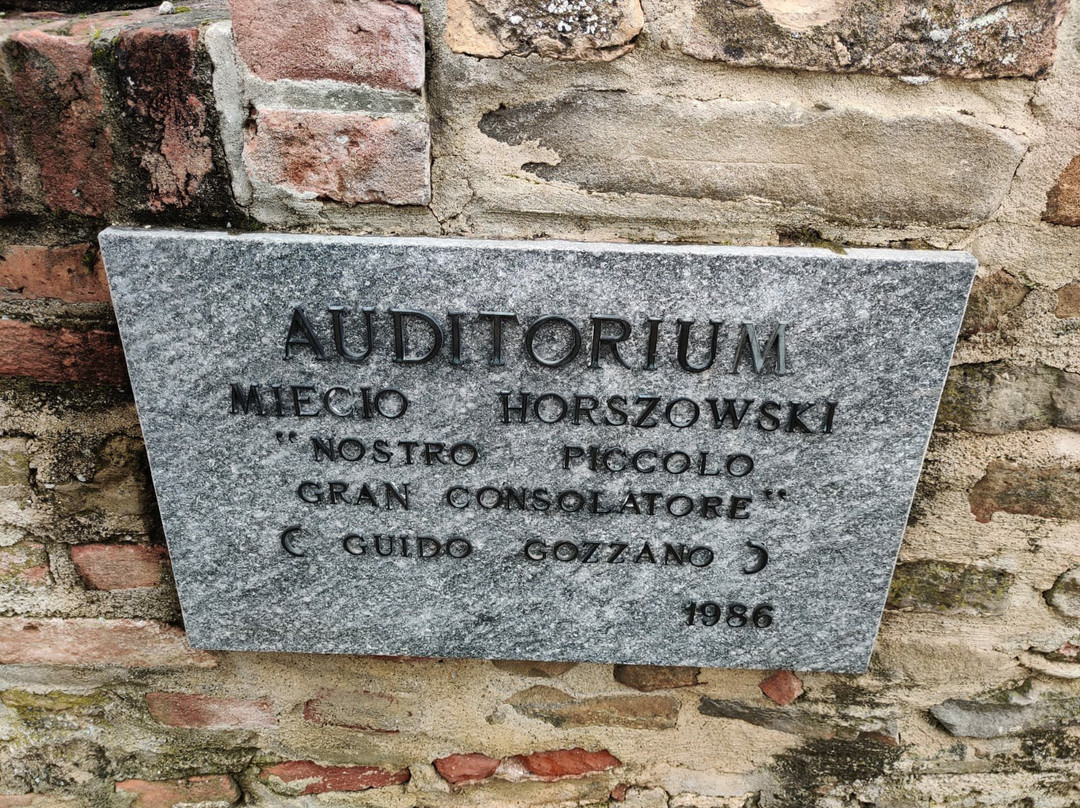 AUDITORIUM
MIECIO HORSZOWSKI
"NOSTRO PICCOLO
GRAN CONSOLATORE"
(GUIDO GOZZANO)
1986